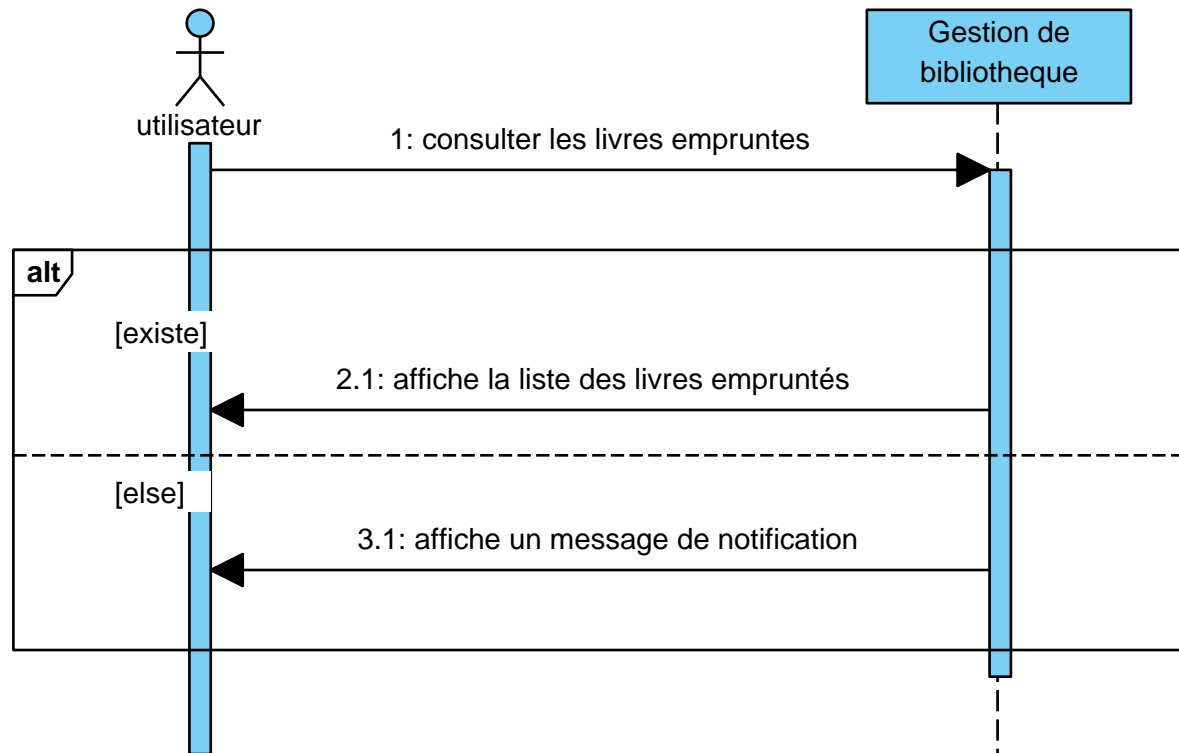 Gestion de
bibliotheque
utilisateur
1: consulter les livres empruntes
alt
[existe]
2.1: affiche la liste des livres empruntés
[else]
3.1: affiche un message de notification